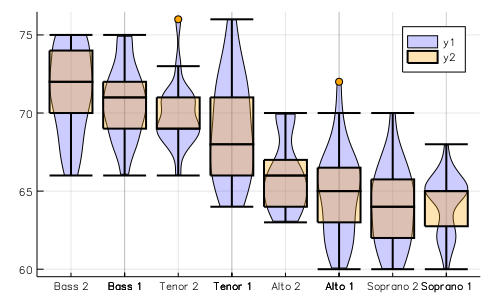 75
70
65
60
y1
y2
Bass 2 Bass 1 Tenor 2 Tenor 1 Alto 2 Alto 1 Soprano 2 Soprano 1